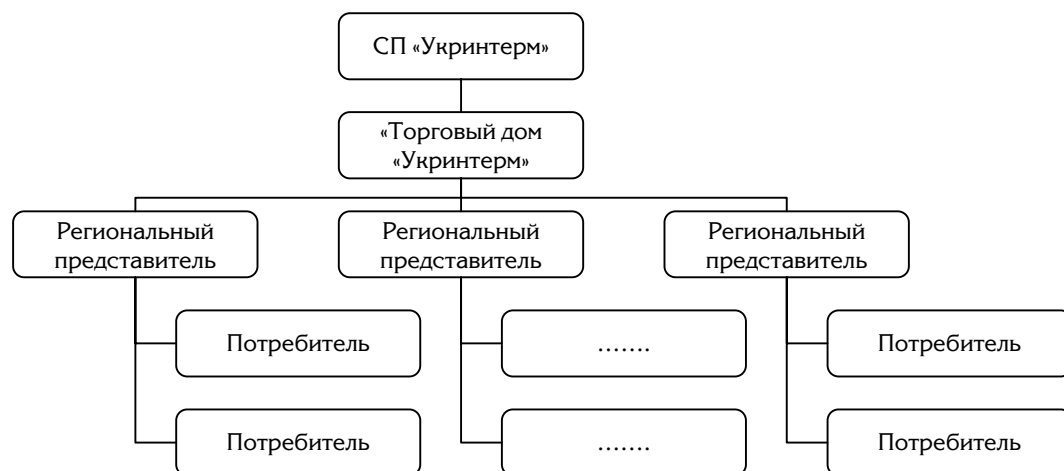 СП «Укринтерм»
«Торговый дом
«Укринтерм»
Региональный
представитель
Региональный
представитель
Региональный
представитель
Потребитель
.......
Потребитель
Потребитель
.......
Потребитель